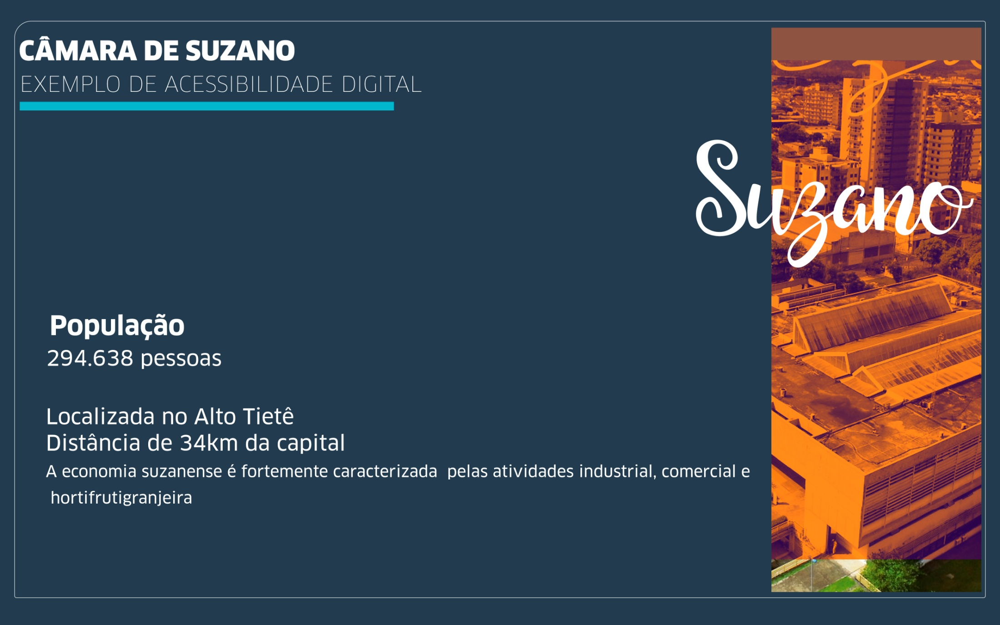 CÂMARA DE SUZANO
EXEMPLO DE ACESSIBILIDADE DIGITAL
Suzano
População
294.638 pessoas
Localizada no Alto Tietê
Distância de 34km da capital
A economia suzanense é fortemente caracterizada  pelas atividades industrial, comercial e
hortifrutigranjeira